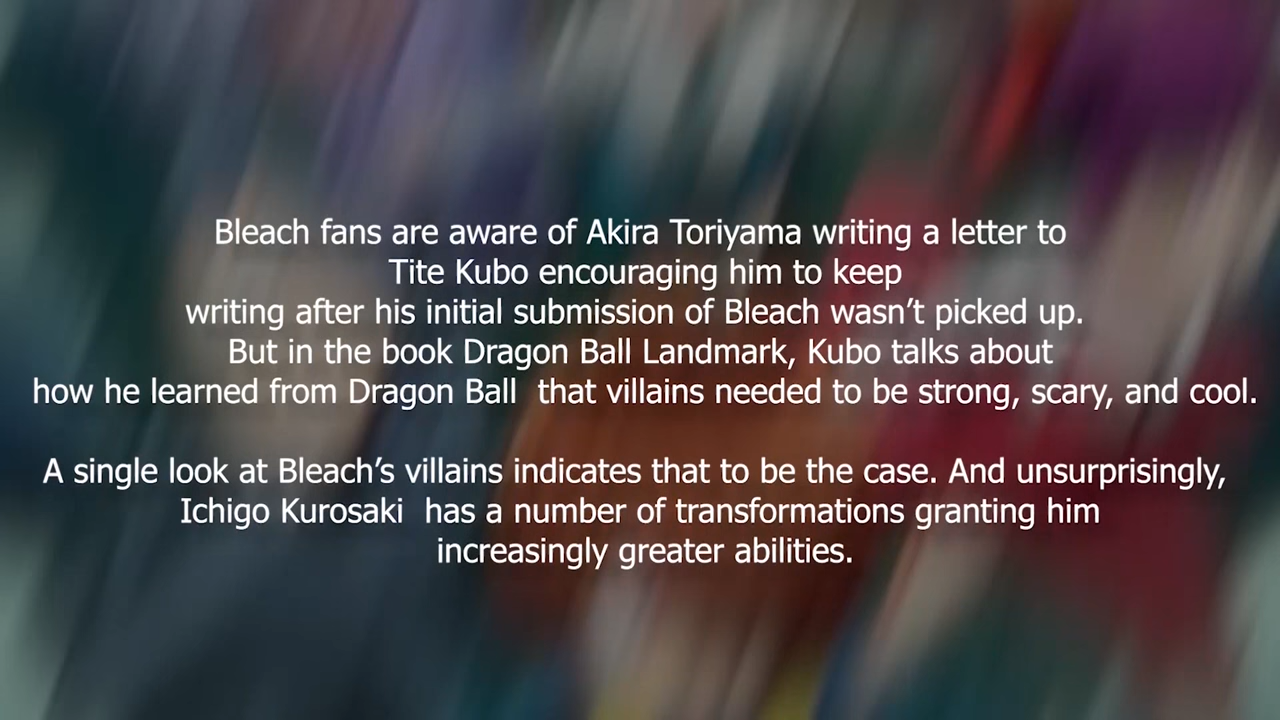 Bleach fans are aware of Akira Toriyama writing a letter to
Tite Kubo encouraging him to keep
writing after his initial submission of Bleach wasn’t picked up.
But in the book Dragon Ball Landmark, Kubo talks about
how he learned from Dragon Ball  that villains needed to be strong, scary, and cool.
A single look at Bleach’s villains indicates that to be the case. And unsurprisingly,
Ichigo Kurosaki  has a number of transformations granting him
increasingly greater abilities.